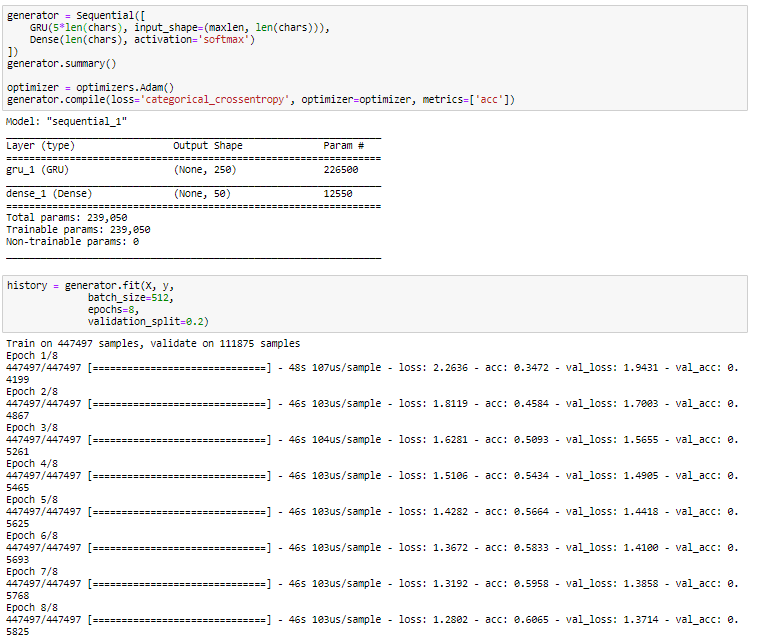 generator = Sequential([
    GRU(5*len(chars), input_shape=(maxlen, len(chars))),
    Dense(len(chars), activation='softmax')
])
generator.summary()

optimizer = optimizers.Adam()
generator.compile(loss='categorical_crossentropy', optimizer=optimizer, metrics=['acc'])
Model: "sequential_1"
_________________________________________________________________
Layer (type)                 Output Shape              Param #
=================================================================
gru_1 (GRU)                  (None, 250)               226500
_________________________________________________________________
dense_1 (Dense)              (None, 50)                12550
=================================================================
Total params: 239,050
Trainable params: 239,050
Non-trainable params: 0
_________________________________________________________________
history = generator.fit(X, y,
              batch_size=512,
              epochs=8,
              validation_split=0.2)
Train on 447497 samples, validate on 111875 samples
Epoch 1/8
447497/447497 [==============================] - 48s 107us/sample - loss: 2.2636 - acc: 0.3472 - val_loss: 1.9431 - val_acc: 0.
4199
Epoch 2/8
447497/447497 [==============================] - 46s 103us/sample - loss: 1.8119 - acc: 0.4584 - val_loss: 1.7003 - val_acc: 0.
4867
Epoch 3/8
447497/447497 [==============================] - 46s 104us/sample - loss: 1.6281 - acc: 0.5093 - val_loss: 1.5655 - val_acc: 0.
5261
Epoch 4/8
447497/447497 [==============================] - 46s 103us/sample - loss: 1.5106 - acc: 0.5434 - val_loss: 1.4905 - val_acc: 0.
5465
Epoch 5/8
447497/447497 [==============================] - 46s 103us/sample - loss: 1.4282 - acc: 0.5664 - val_loss: 1.4418 - val_acc: 0.
5625
Epoch 6/8
447497/447497 [==============================] - 46s 103us/sample - loss: 1.3672 - acc: 0.5833 - val_loss: 1.4100 - val_acc: 0.
5693
Epoch 7/8
447497/447497 [==============================] - 46s 103us/sample - loss: 1.3192 - acc: 0.5958 - val_loss: 1.3858 - val_acc: 0.
5768
Epoch 8/8
447497/447497 [==============================] - 46s 103us/sample - loss: 1.2802 - acc: 0.6065 - val_loss: 1.3714 - val_acc: 0.
5825